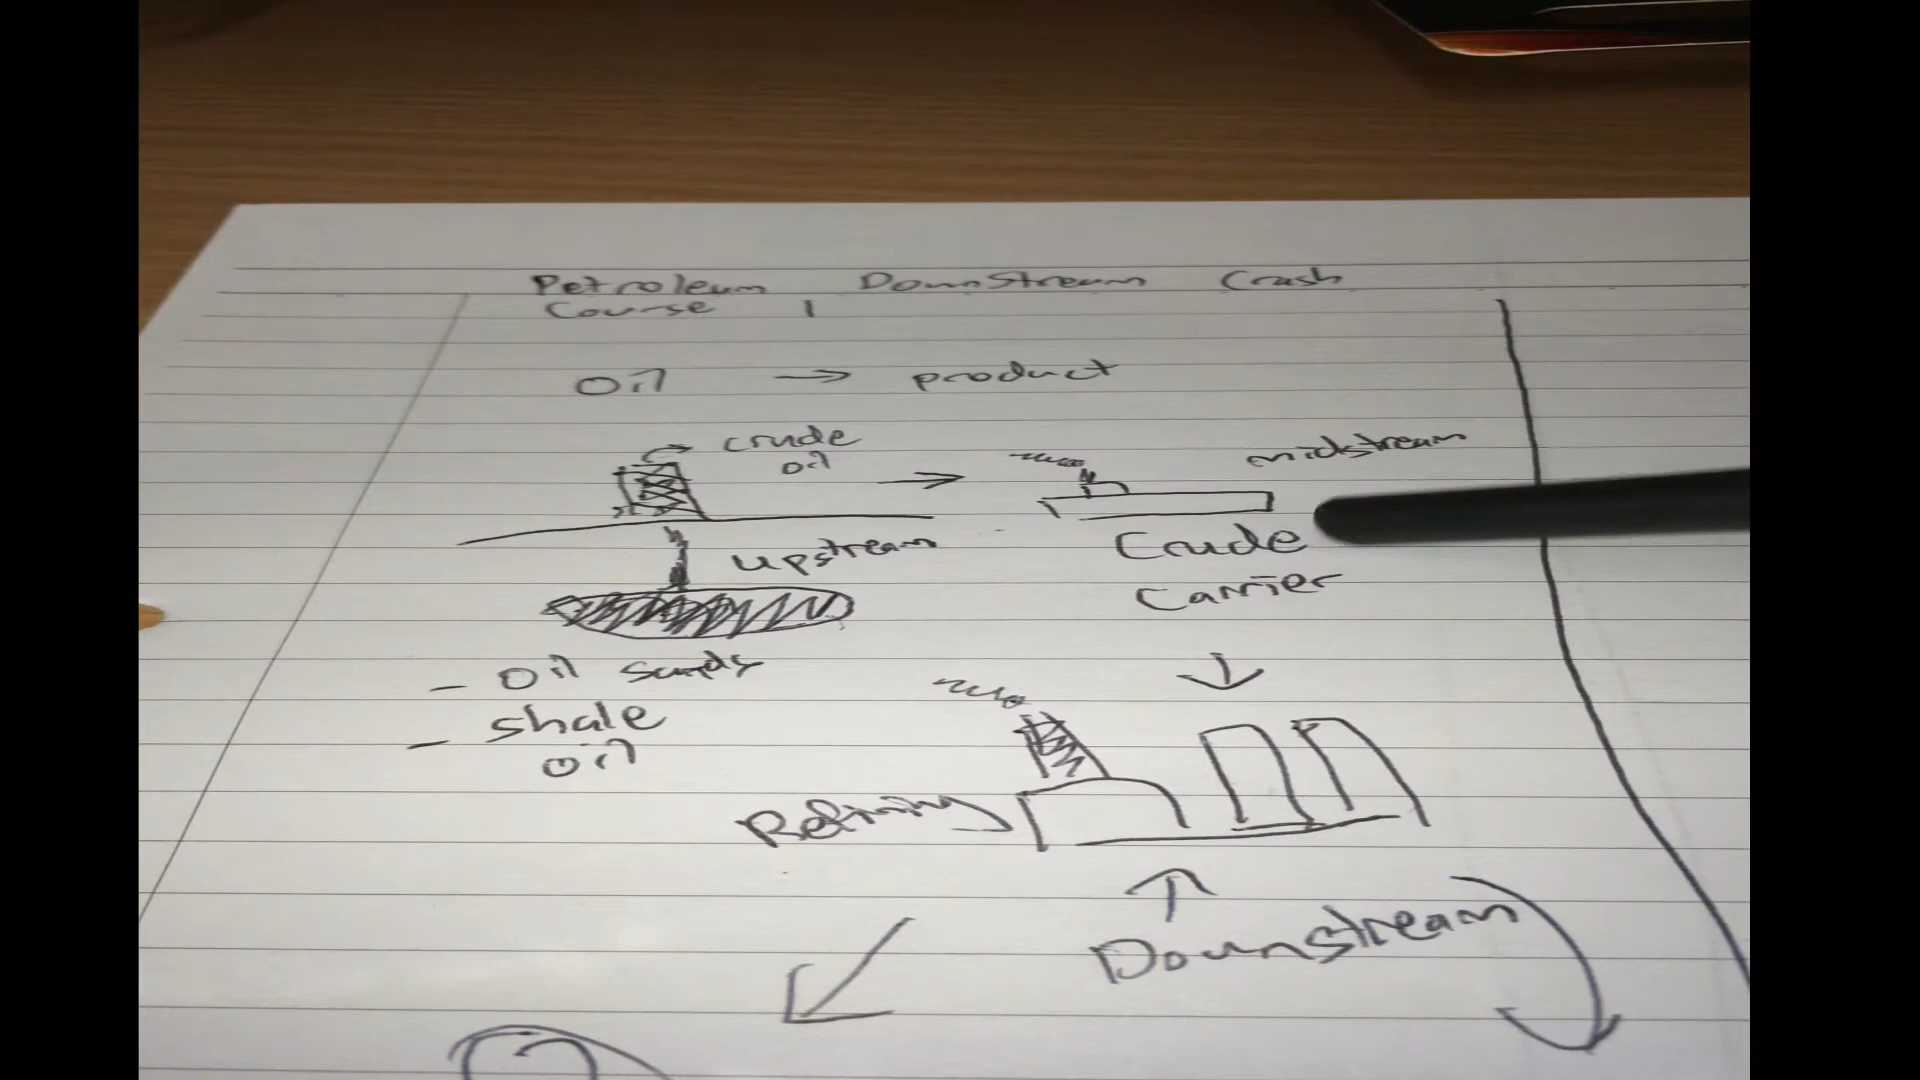 Petroleum Downstream Crash
Course 1
Oil → product
crude
oil
midstream
upstream
Crude
Carrier
- Oil sands
- shale
oil
Refining
Downstream